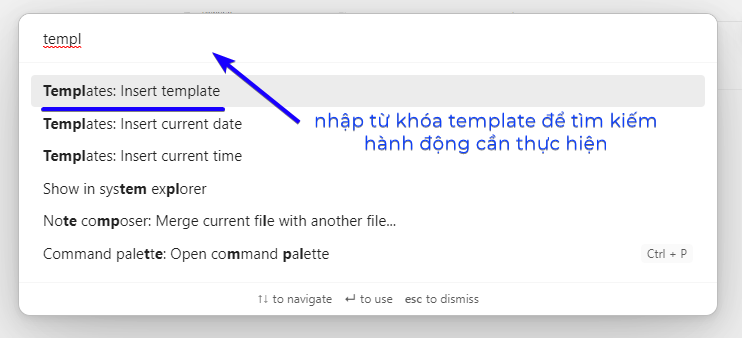 templ
Templates: Insert template
Templates: Insert current date
nhập từ khóa template để tìm kiếm
hành động cần thực hiện
Templates: Insert current time
Show in system explorer
Note composer: Merge current file with another file...
Command palette: Open command palette Ctrl + P
↑↓ to navigate ↵ to use esc to dismiss